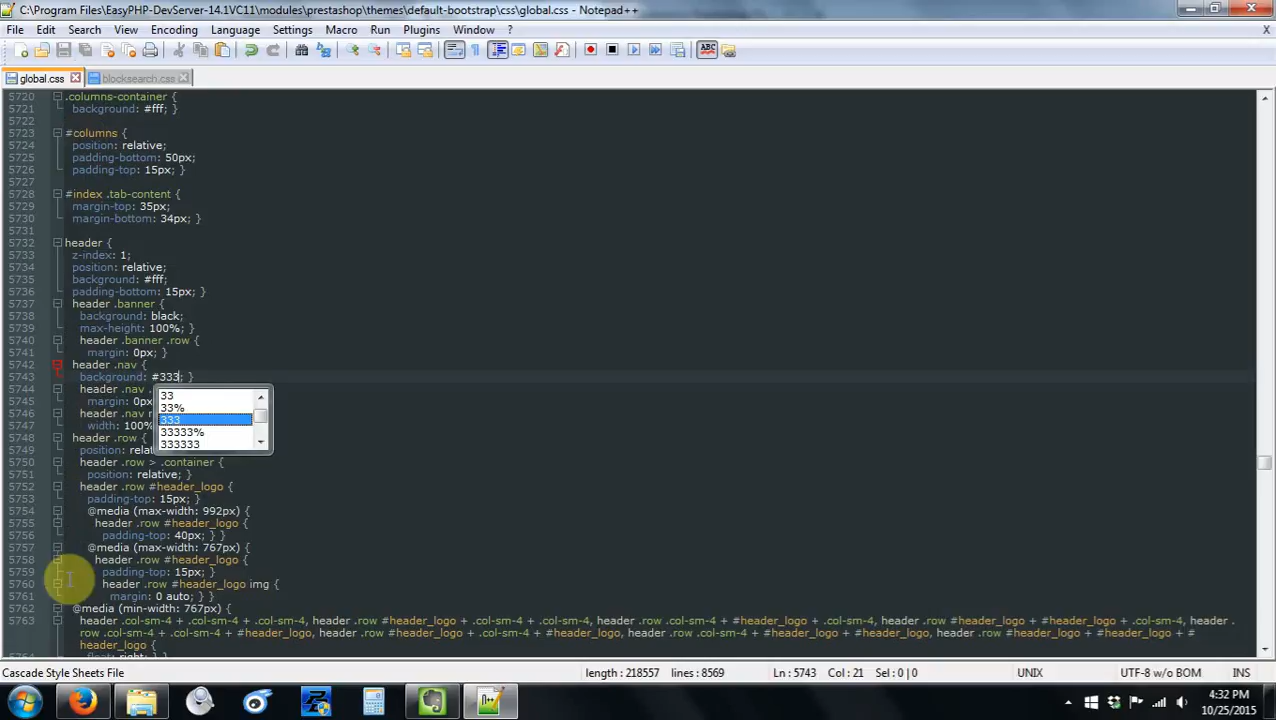 C:\Program Files\EasyPHP-DevServer-14.1VC11\modules\prestashop\themes\default-bootstrap\css\global.css - Notepad++
File Edit Search View Encoding Language Settings Macro Run Plugins Window ? X
global.css blocksearch.css
5720 .columns-container {
5721 background: #fff; }
5722
5723 #columns {
5724 position: relative;
5725 padding-bottom: 50px;
5726 padding-top: 15px; }
5728 #index .tab-content {
5729 margin-top: 35px;
5730 margin-bottom: 34px; }
5731
5732 header {
5733 z-index: 1;
5734 position: relative;
5735 background: #fff;
5736 padding-bottom: 15px; }
5737 header .banner {
5738 background: black;
5739 max-height: 100%; }
5740 header .banner .row {
5741 margin: 0px; }
5742 header .nav {
5743 background: #333; }
5744 header .nav .
5745 margin: 0px
5746 header .nav n
5747 width: 100%
33
33%
333
33333%
333333
5748 header .row {
5749 position: relat
5750 header .row > .container {
5751 position: relative; }
5752 header .row #header_logo {
5753 padding-top: 15px; }
5754 @media (max-width: 992px) {
5755 header .row #header_logo {
5756 padding-top: 40px; } }
5757 @media (max-width: 767px) {
5758 header .row #header_logo {
5759 padding-top: 15px; }
5760 header .row #header_logo img {
5761 margin: 0 auto; } }
5762 @media (min-width: 767px) {
5763 header .col-sm-4 + .col-sm-4 + .col-sm-4, header .row #header_logo + .col-sm-4 + .col-sm-4, header .row .col-sm-4 + #header_logo + .col-sm-4, header .row #header_logo + #header_logo + .col-sm-4, header .
row .col-sm-4 + .col-sm-4 + #header_logo, header .row #header_logo + .col-sm-4 + #header_logo, header .row .col-sm-4 + #header_logo + #header_logo, header .row #header_logo + #header_logo + #
header_logo {
5764 float: right; } }
Cascade Style Sheets File length : 218557 lines : 8569 Ln : 5743 Col : 21 Sel : 0 | 0 UNIX UTF-8 w/o BOM INS
4:32 PM
10/25/2015